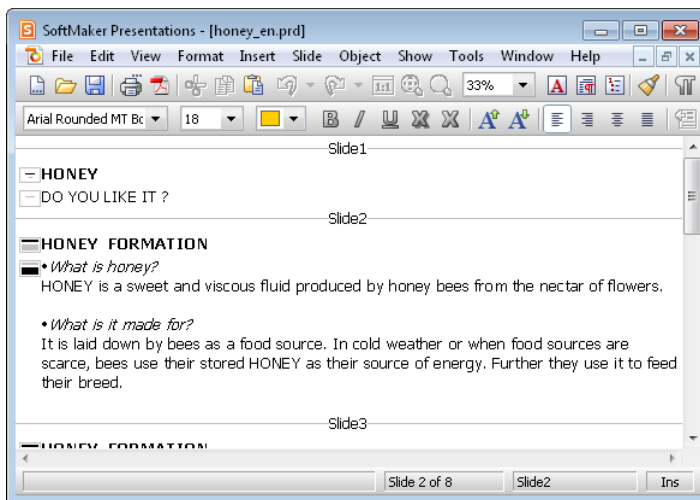 SoftMaker Presentations - [honey_en.prd]
File Edit View Format Insert Slide Object Show Tools Window Help
1:1 33% A
Arial Rounded MT Bc 18 B I U X X A A
Slide1
HONEY
DO YOU LIKE IT ?
Slide2
HONEY FORMATION
• What is honey?
HONEY is a sweet and viscous fluid produced by honey bees from the nectar of flowers.
• What is it made for?
It is laid down by bees as a food source. In cold weather or when food sources are
scarce, bees use their stored HONEY as their source of energy. Further they use it to feed
their breed.
Slide3
HONEY FORMATION
Slide 2 of 8 Slide2 Ins